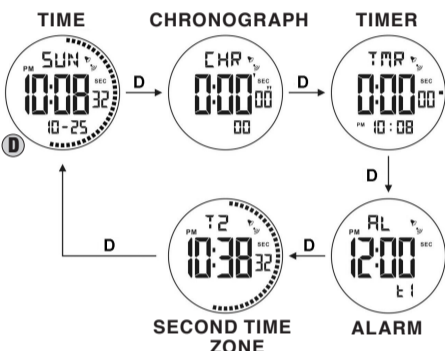 TIME
SUN
PM
10:08
SEC
32
10-25
D
D
CHRONOGRAPH
CHR
0:00
SEC
00
00
D
TIMER
TMR
0:00
SEC
00
PM 10:08
D
AL
PM
12:00
SEC
t1
ALARM
D
T2
PM
10:38
SEC
32
SECOND TIME
ZONE
D